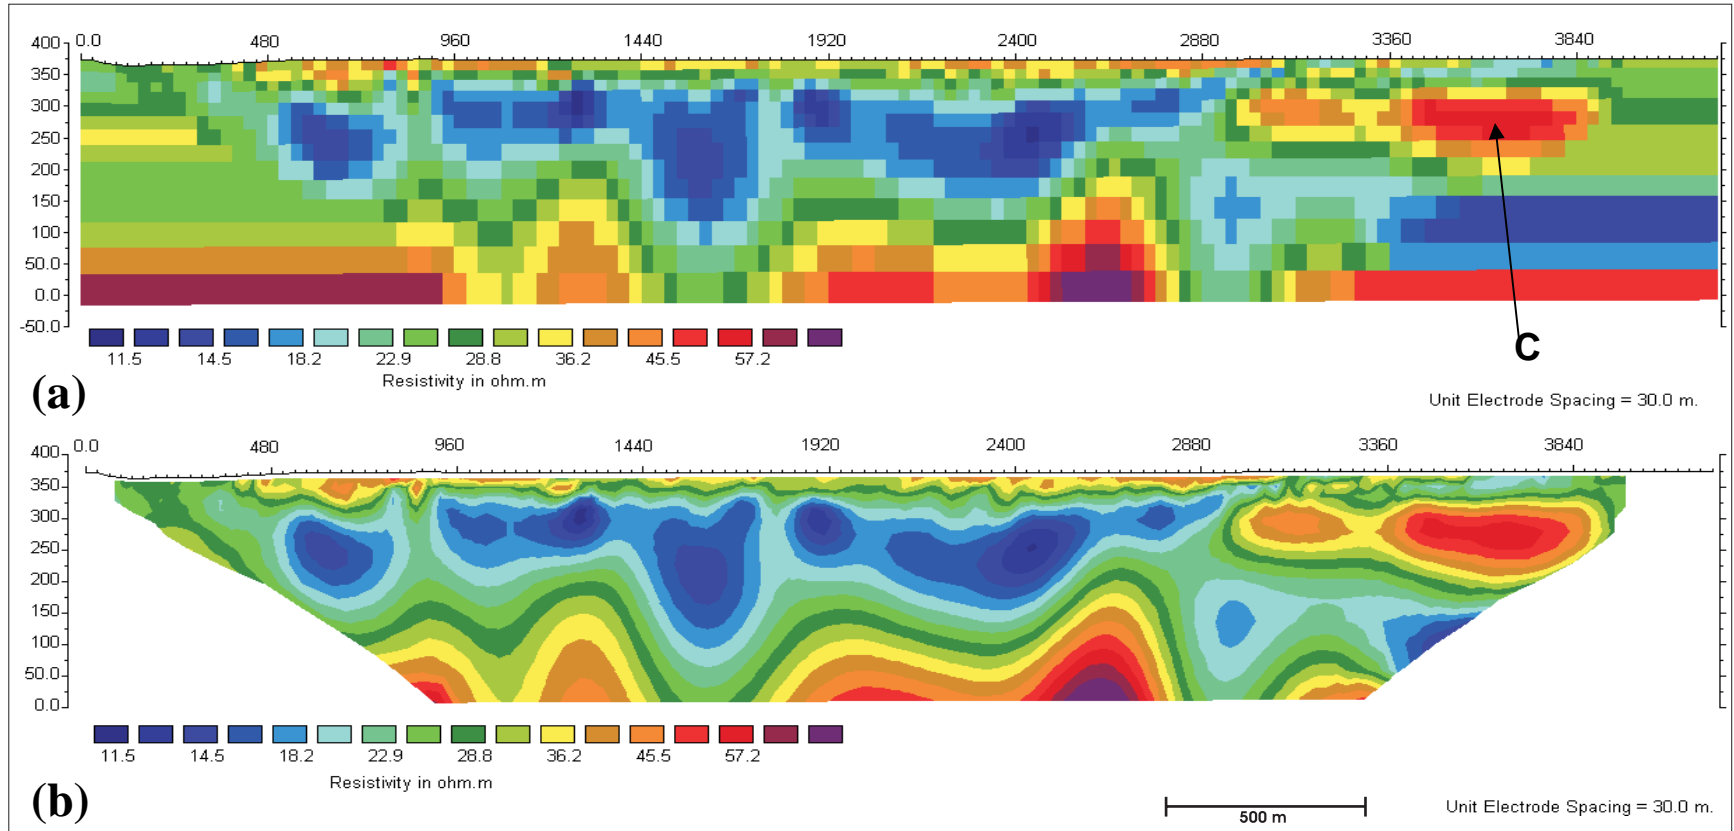 0.0 480 960 1440 1920 2400 2880 3360 3840
400
350
300
250
200
150
100
50.0
0.0
-50.0
11.5 14.5 18.2 22.9 28.8 36.2 45.5 57.2
Resistivity in ohm.m
C
(a)
Unit Electrode Spacing = 30.0 m.
0.0 480 960 1440 1920 2400 2880 3360 3840
400
350
300
250
200
150
100
50.0
0.0
11.5 14.5 18.2 22.9 28.8 36.2 45.5 57.2
Resistivity in ohm.m
(b)
500 m
Unit Electrode Spacing = 30.0 m.